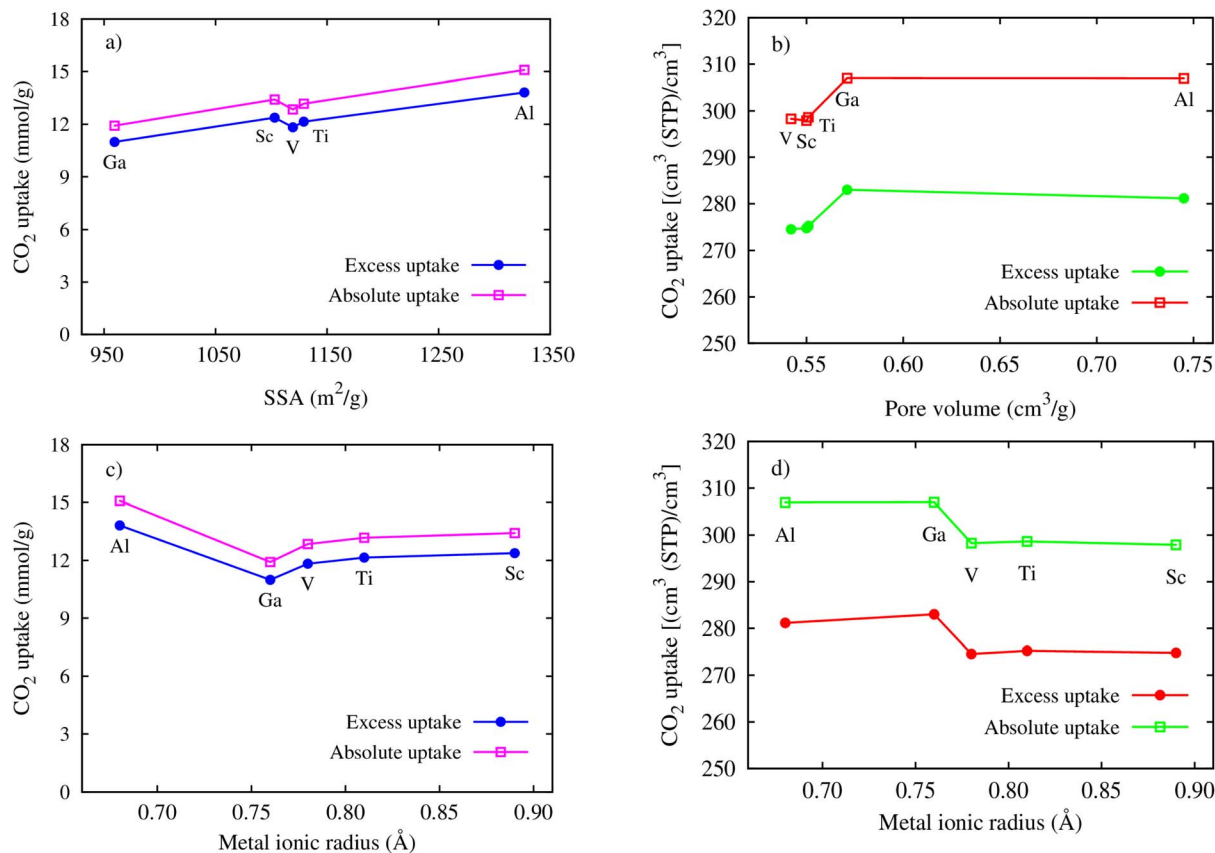 a)
CO2 uptake (mmol/g)
18
15
12
9
6
3
0
Ga
Sc
V
Ti
Al
Excess uptake
Absolute uptake
950
1050
1150
1250
1350
SSA (m²/g)
b)
CO2 uptake [(cm³ (STP)/cm³]
320
310
300
290
280
270
260
250
V
Sc
Ti
Ga
Al
Excess uptake
Absolute uptake
0.55
0.60
0.65
0.70
0.75
Pore volume (cm³/g)
c)
CO2 uptake (mmol/g)
18
15
12
9
6
3
0
Al
Ga
V
Ti
Sc
Excess uptake
Absolute uptake
0.70
0.75
0.80
0.85
0.90
Metal ionic radius (Å)
d)
CO2 uptake [(cm³ (STP)/cm³]
320
310
300
290
280
270
260
250
Al
Ga
V
Ti
Sc
Excess uptake
Absolute uptake
0.70
0.75
0.80
0.85
0.90
Metal ionic radius (Å)